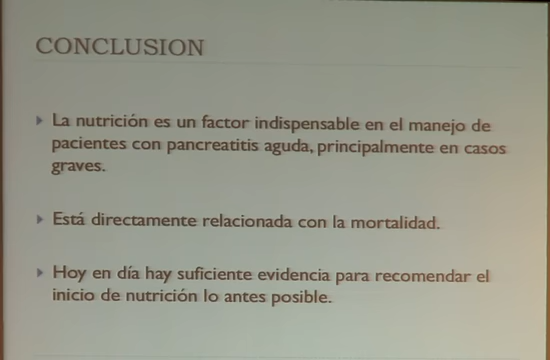 CONCLUSION
La nutrición es un factor indispensable en el manejo de
pacientes con pancreatitis aguda, principalmente en casos
graves.
Está directamente relacionada con la mortalidad.
Hoy en día hay suficiente evidencia para recomendar el
inicio de nutrición lo antes posible.